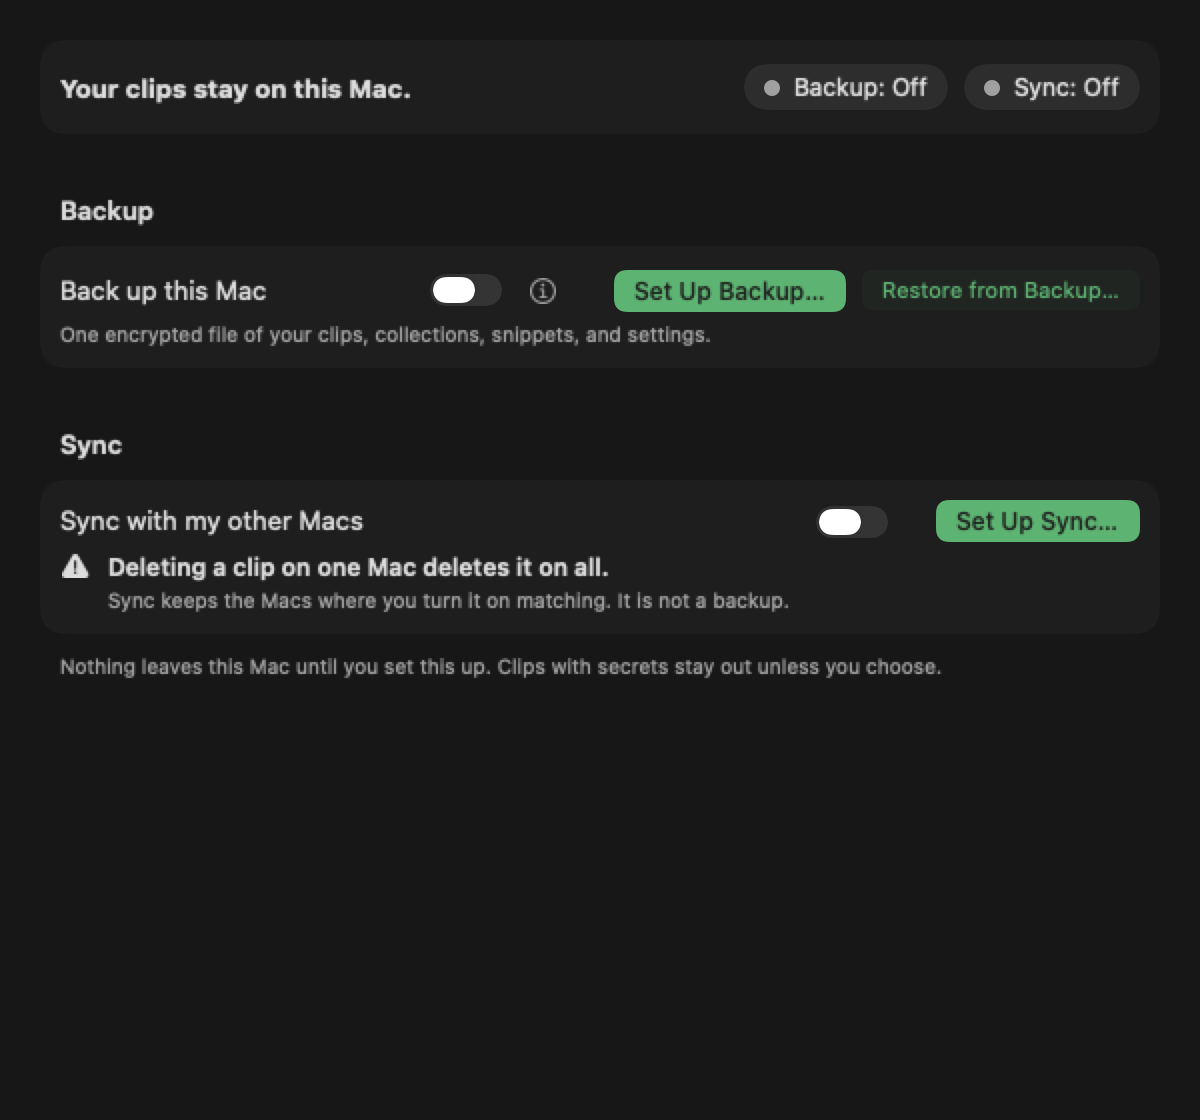 Your clips stay on this Mac.
Backup: Off
Sync: Off
Backup
Back up this Mac
Set Up Backup...
Restore from Backup...
One encrypted file of your clips, collections, snippets, and settings.
Sync
Sync with my other Macs
Set Up Sync...
Deleting a clip on one Mac deletes it on all.
Sync keeps the Macs where you turn it on matching. It is not a backup.
Nothing leaves this Mac until you set this up. Clips with secrets stay out unless you choose.